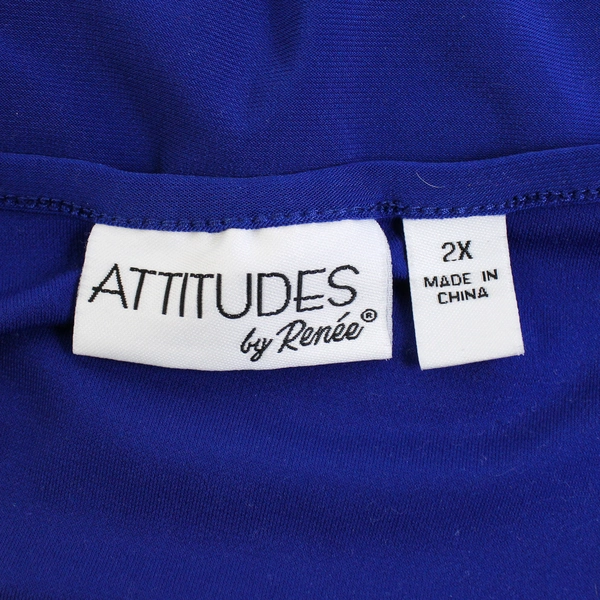 ATTITUDES
by Renée®
2X
MADE IN
CHINA